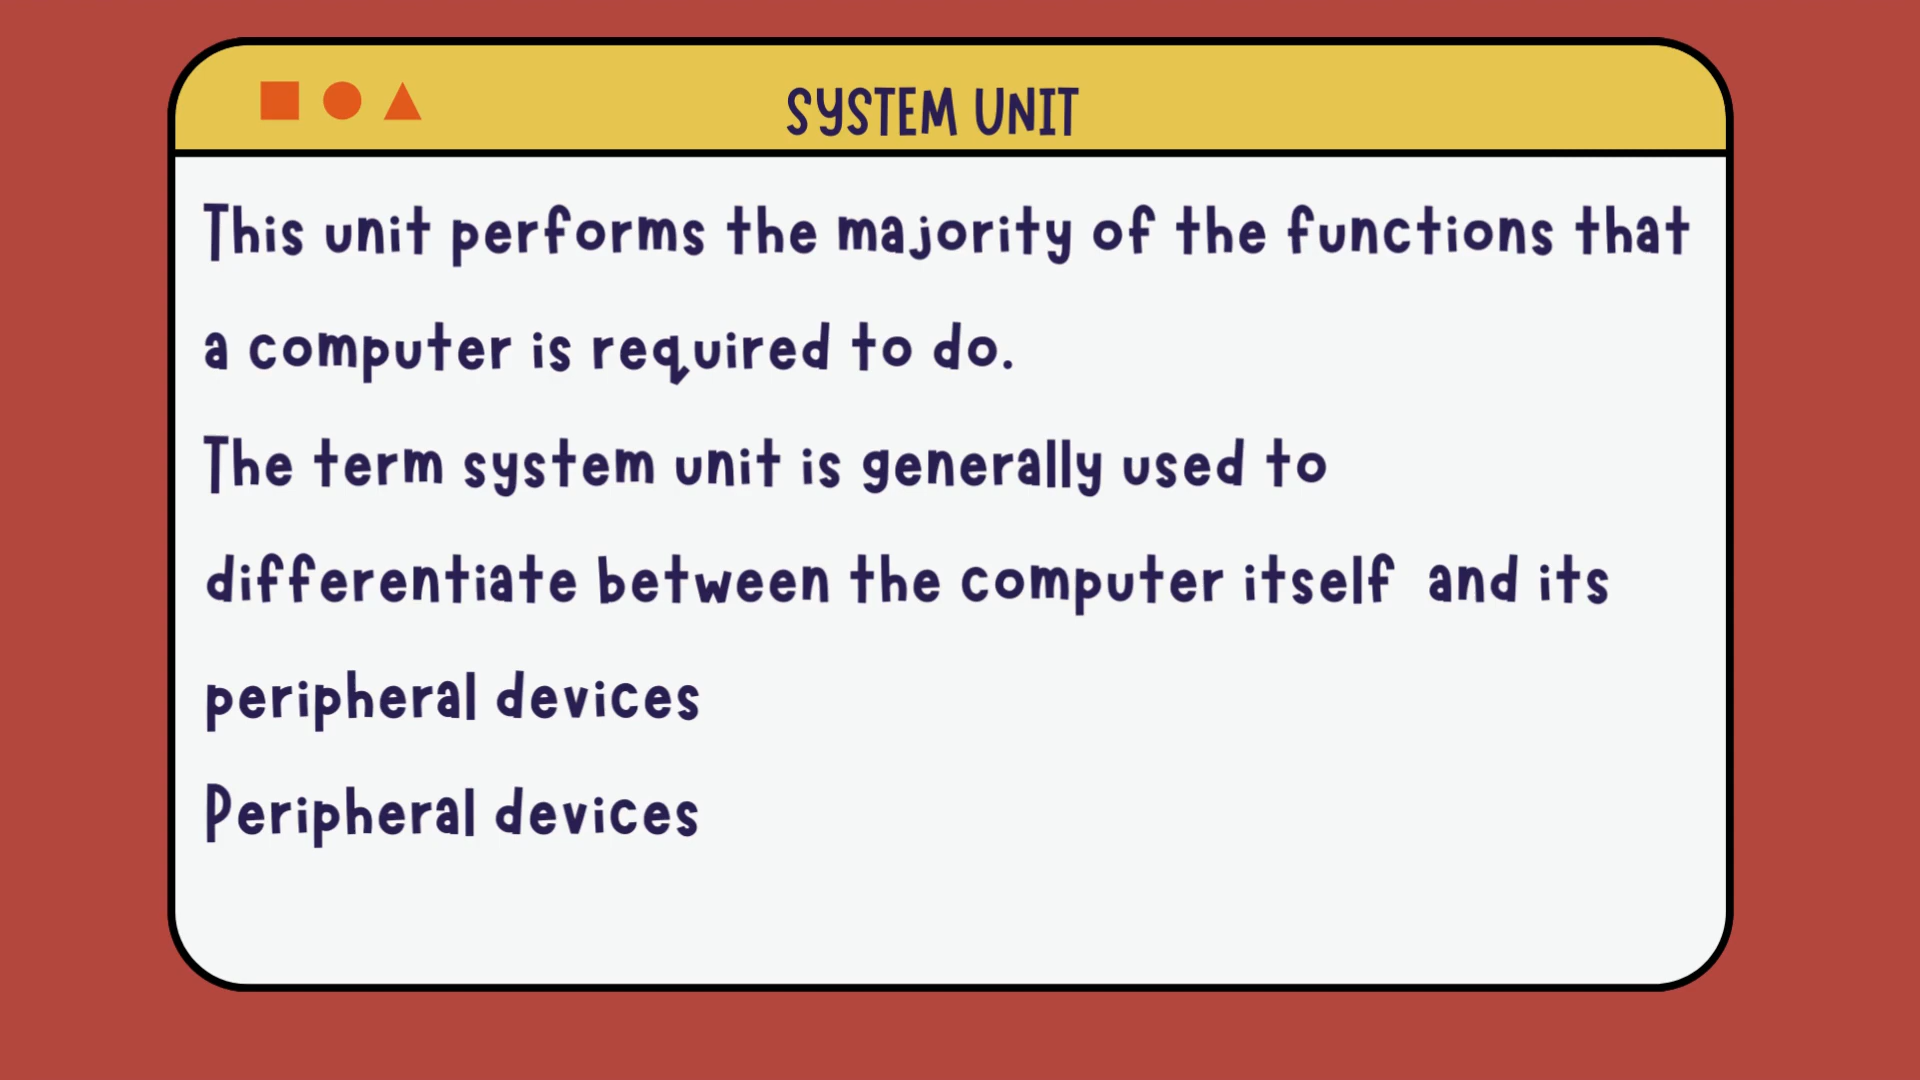 SYSTEM UNIT
This unit performs the majority of the functions that
a computer is required to do.
The term system unit is generally used to
differentiate between the computer itself and its
peripheral devices
Peripheral devices